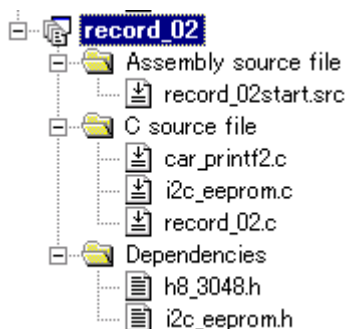 record_02
Assembly source file
record_02start.src
C source file
car_printf2.c
i2c_eeprom.c
record_02.c
Dependencies
h8_3048.h
i2c_eeprom.h